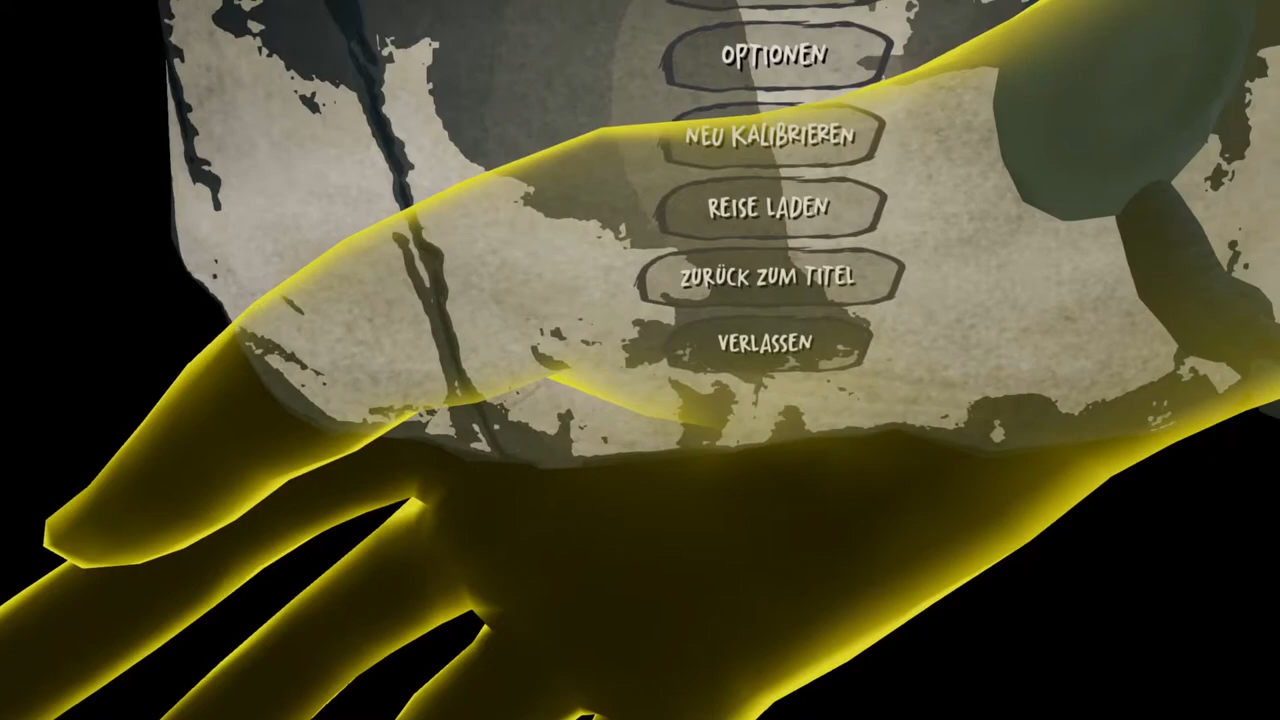 OPTIONEN
NEU KALIBRIEREN
REISE LADEN
ZURÜCK ZUM TITEL
VERLASSEN